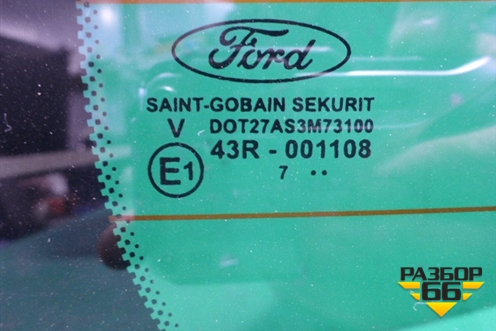 Ford
SAINT-GOBAIN SEKURIT
V DOT27AS3M73100
E1 43R - 001108
7 ..
РАЗБОР
66